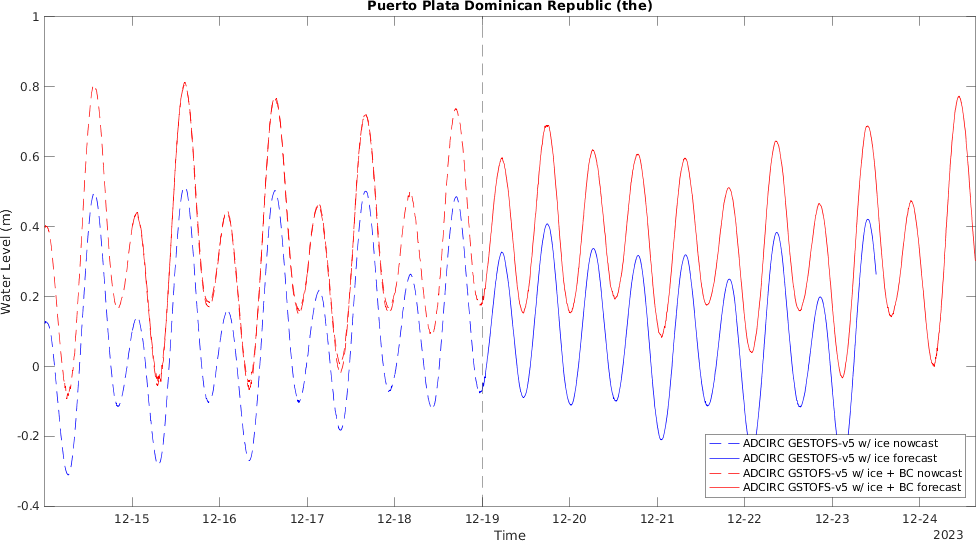 Puerto Plata Dominican Republic (the)
1
0.8
0.6
0.4
0.2
0
-0.2
-0.4
Water Level (m)
ADCIRC GESTOFS-v5 w/ ice nowcast
ADCIRC GESTOFS-v5 w/ ice forecast
ADCIRC GSTOFS-v5 w/ ice + BC nowcast
ADCIRC GSTOFS-v5 w/ ice + BC forecast
12-15 12-16 12-17 12-18 12-19 12-20 12-21 12-22 12-23 12-24
Time
2023